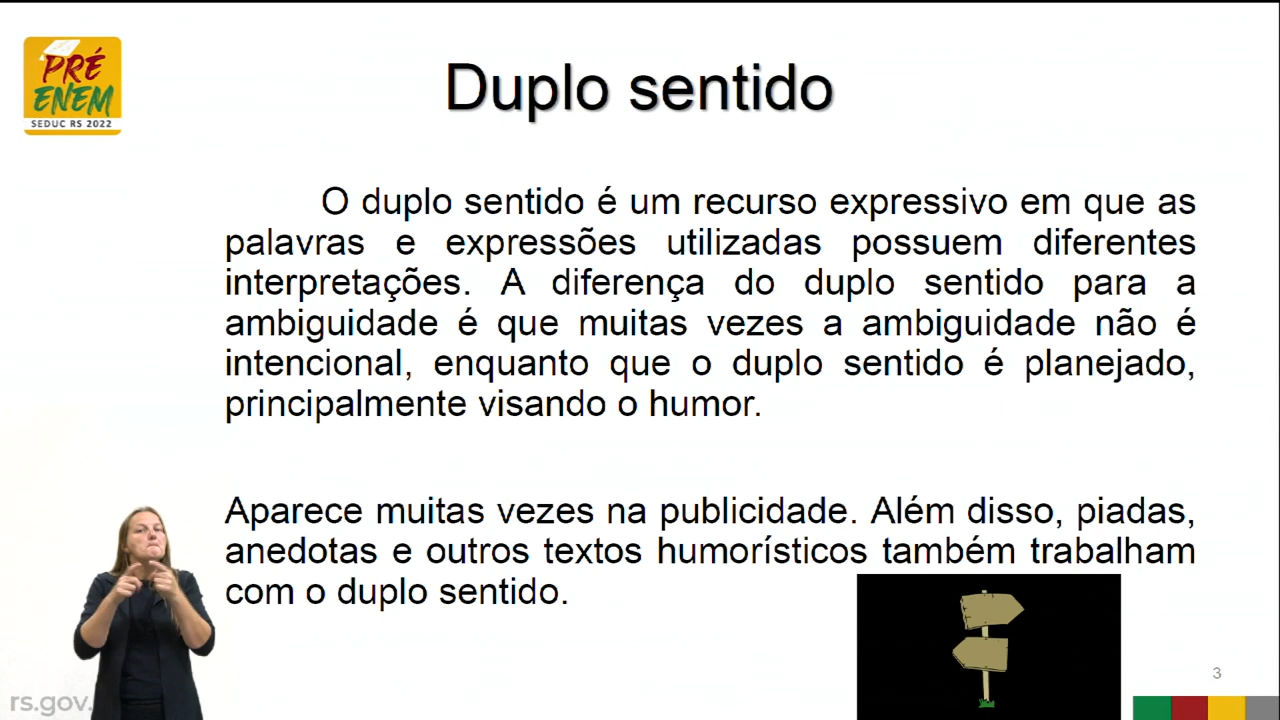 PRÉ
ENEM
SEDUC RS 2022
Duplo sentido
O duplo sentido é um recurso expressivo em que as
palavras e expressões utilizadas possuem diferentes
interpretações. A diferença do duplo sentido para a
ambiguidade é que muitas vezes a ambiguidade não é
intencional, enquanto que o duplo sentido é planejado,
principalmente visando o humor.
Aparece muitas vezes na publicidade. Além disso, piadas,
anedotas e outros textos humorísticos também trabalham
com o duplo sentido.
rs.gov.
3